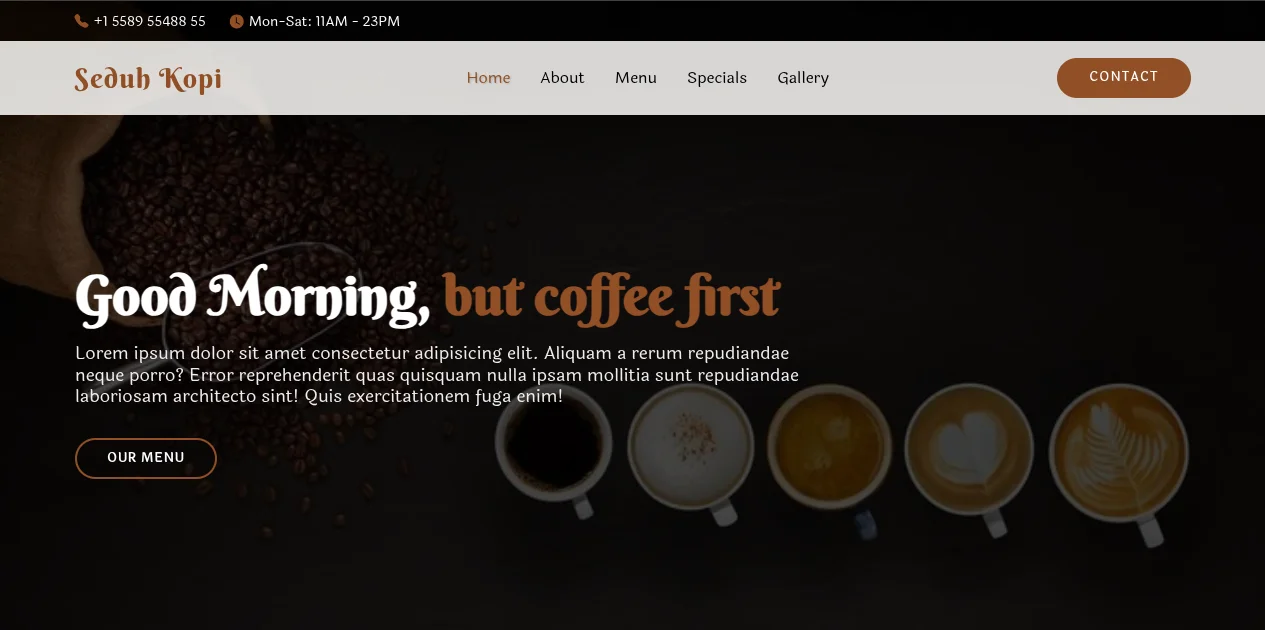 +1 5589 55488 55
Mon-Sat: 11AM - 23PM
Seduh Kopi
Home
About
Menu
Specials
Gallery
CONTACT
Good Morning, but coffee first
Lorem ipsum dolor sit amet consectetur adipisicing elit. Aliquam a rerum repudiandae
neque porro? Error reprehenderit quas quisquam nulla ipsam mollitia sunt repudiandae
laboriosam architecto sint! Quis exercitationem fuga enim!
OUR MENU